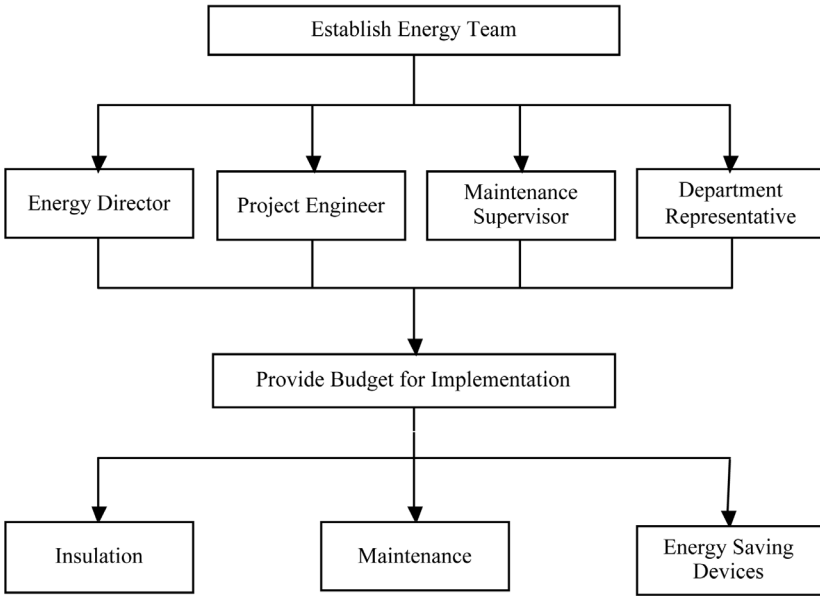 Establish Energy Team
Energy Director
Project Engineer
Maintenance
Supervisor
Department
Representative
Provide Budget for Implementation
Insulation
Maintenance
Energy Saving
Devices